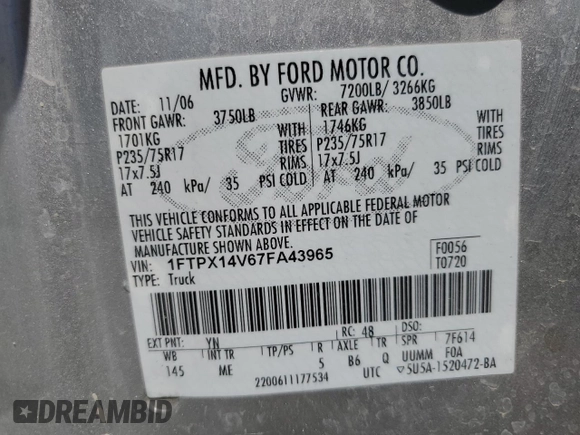 MFD. BY FORD MOTOR CO.
DATE: 11/06 GVWR: 7200LB/ 3266KG
FRONT GAWR: 3750LB REAR GAWR: 3850LB
1701KG WITH 1746KG WITH
P235/75R17 TIRES P235/75R17 TIRES
17x7.5J RIMS 17x7.5J RIMS
AT 240 kPa/ 35 PSI COLD AT 240 kPa/ 35 PSI COLD
Ford
THIS VEHICLE CONFORMS TO ALL APPLICABLE FEDERAL MOTOR
VEHICLE SAFETY STANDARDS IN EFFECT ON THE DATE OF
MANUFACTURE SHOWN ABOVE.
VIN: 1FTPX14V67FA43965 F0056
TYPE: Truck T0720
EXT PNT: YN RC: 48 DSO:
WB INT TR TP/PS R AXLE TR SPR 7F614
145 ME 5 B6 Q UUMM F0A
2200611177534 UTC 5U5A-1520472-BA
DREAMBID